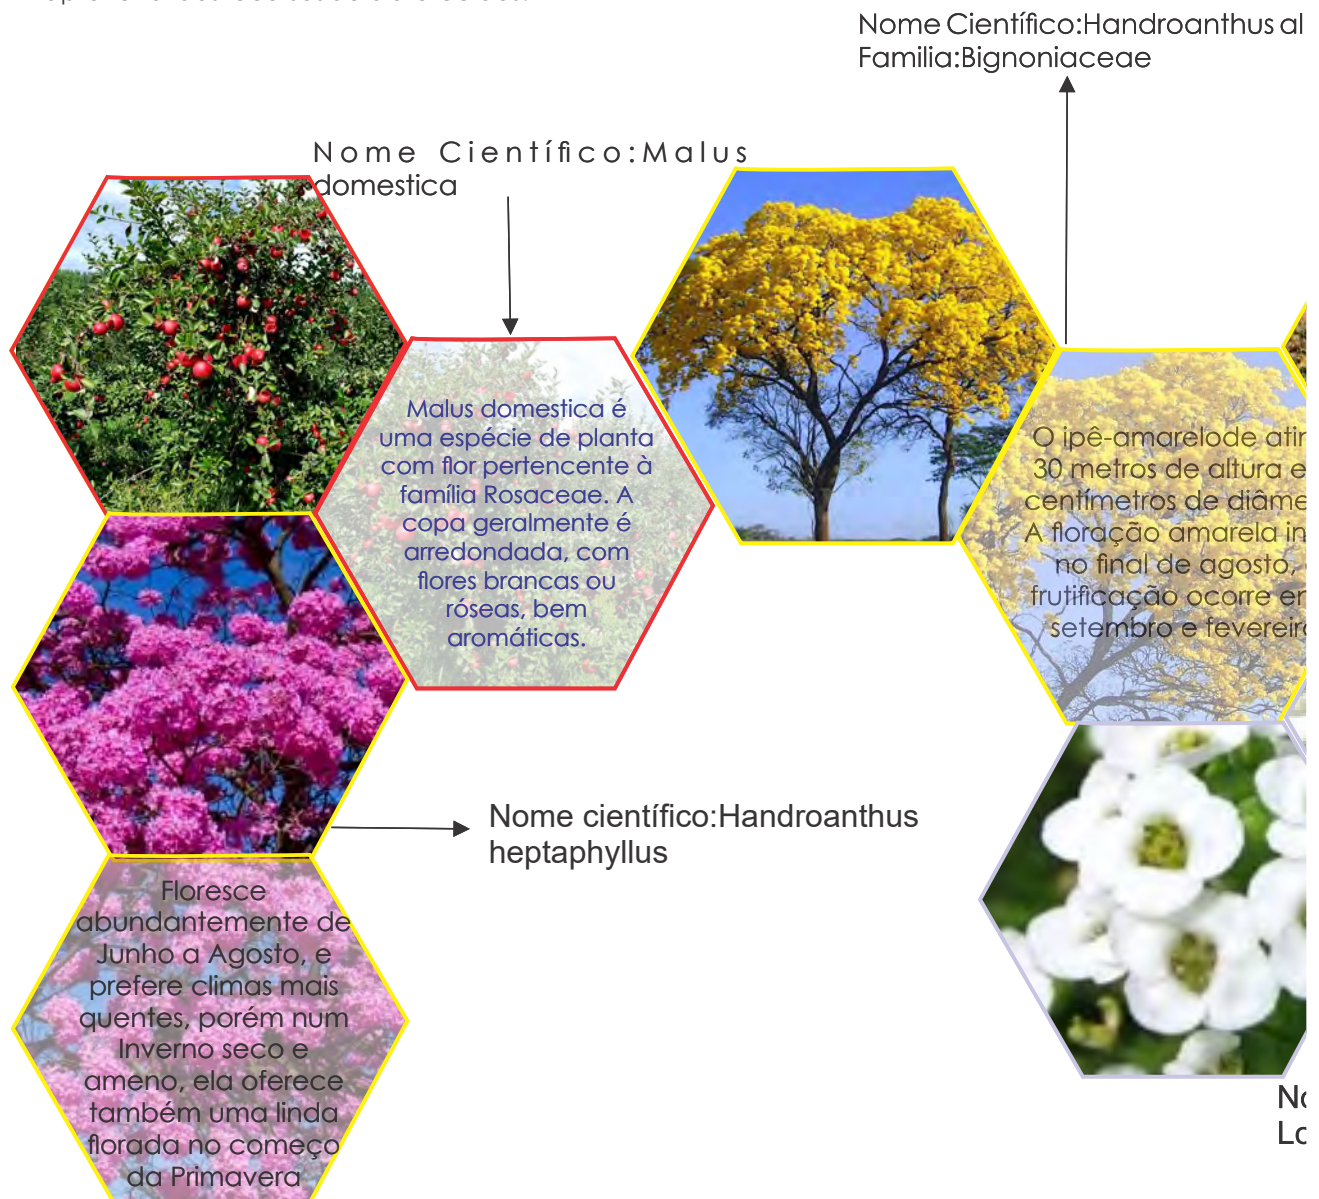 Nome Científico:Handroanthus al
Familia:Bignoniaceae
Nome Científico:Malus
domestica
Malus domestica é
uma espécie de planta
com flor pertencente à
família Rosaceae. A
copa geralmente é
arredondada, com
flores brancas ou
róseas, bem
aromáticas.
O ipê-amarelode atin
30 metros de altura e
centímetros de diâme
A floração amarela in
no final de agosto,
frutificação ocorre en
setembro e fevereiro
Nome científico:Handroanthus
heptaphyllus
Floresce
abundantemente de
Junho a Agosto, e
prefere climas mais
quentes, porém num
Inverno seco e
ameno, ela oferece
também uma linda
florada no começo
da Primavera
No
Lo